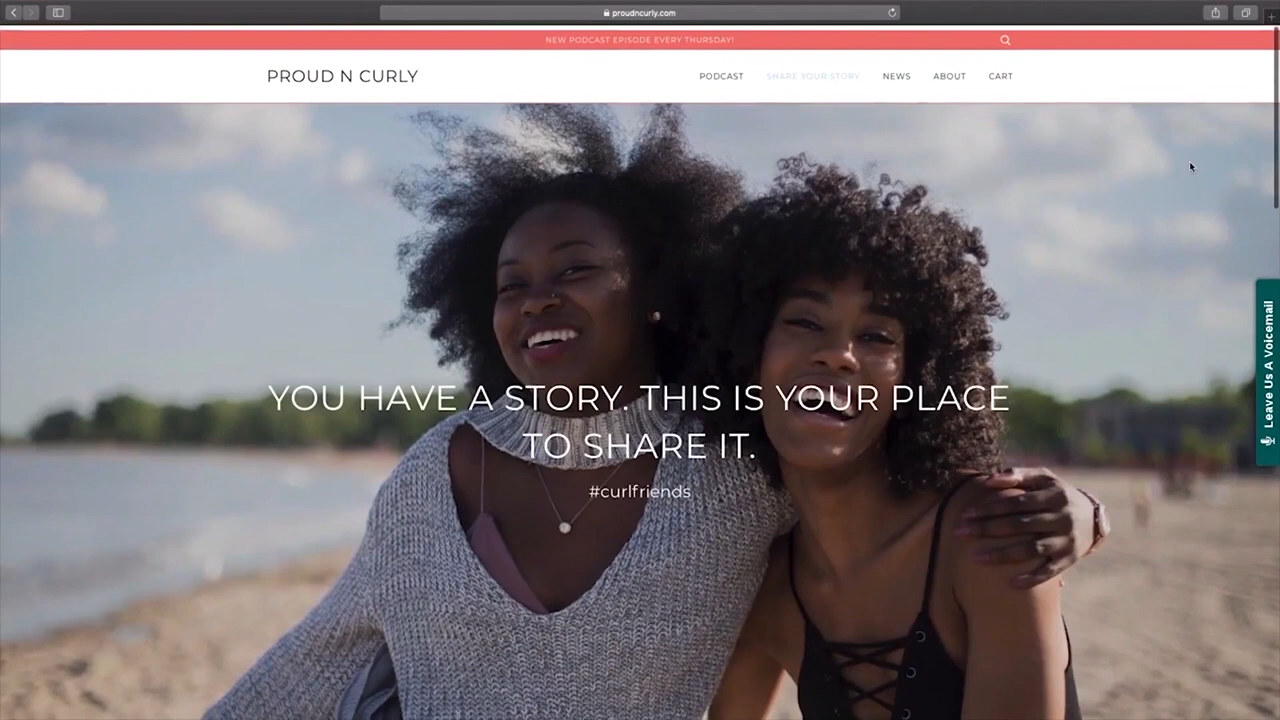 proudncurly.com
NEW PODCAST EPISODE EVERY THURSDAY!
PROUD N CURLY
PODCAST
SHARE YOUR STORY
NEWS
ABOUT
CART
YOU HAVE A STORY. THIS IS YOUR PLACE
TO SHARE IT.
#curlfriends
Leave Us A Voicemail